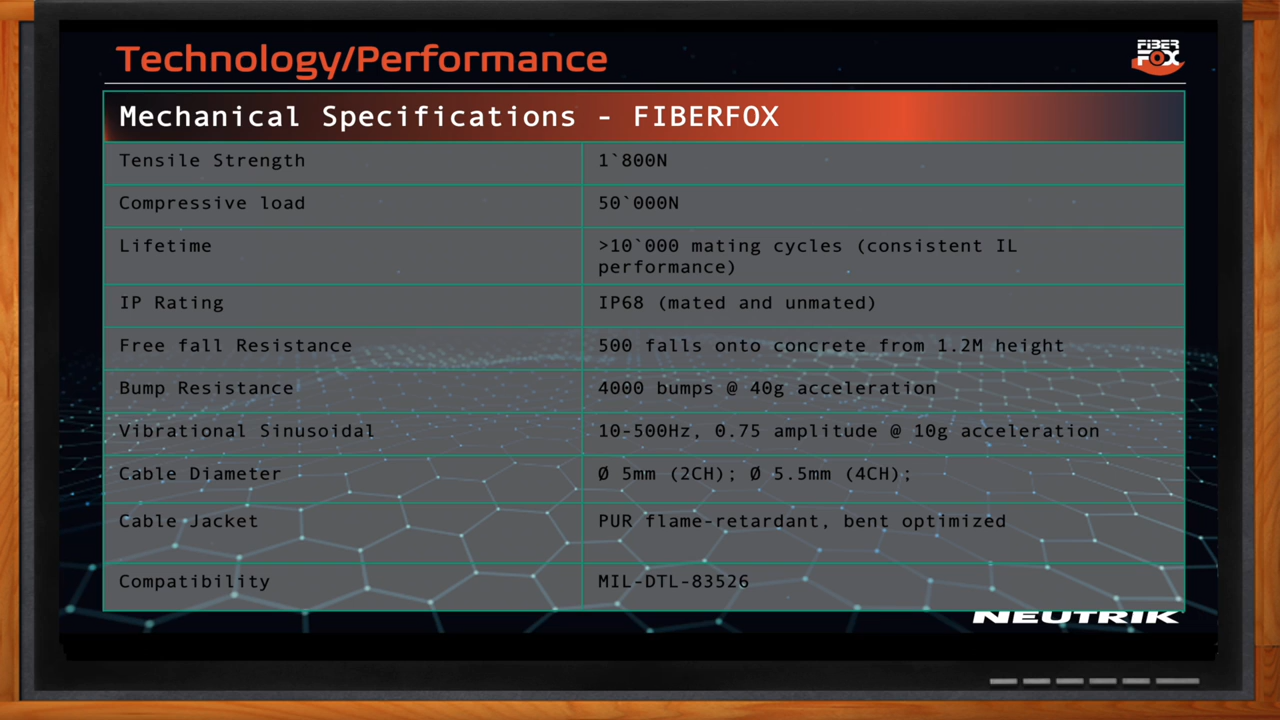 Technology/Performance
FIBER
FOX
Mechanical Specifications - FIBERFOX
Tensile Strength
1`800N
Compressive load
50`000N
Lifetime
>10`000 mating cycles (consistent IL
performance)
IP Rating
IP68 (mated and unmated)
Free fall Resistance
500 falls onto concrete from 1.2M height
Bump Resistance
4000 bumps @ 40g acceleration
Vibrational Sinusoidal
10-500Hz, 0.75 amplitude @ 10g acceleration
Cable Diameter
Ø 5mm (2CH); Ø 5.5mm (4CH);
Cable Jacket
PUR flame-retardant, bent optimized
Compatibility
MIL-DTL-83526
NEUTRIK